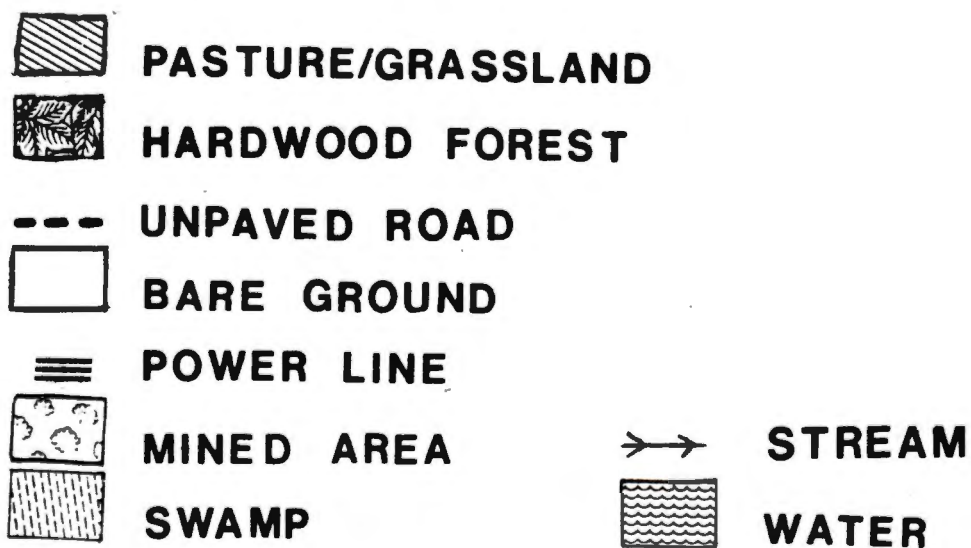 PASTURE/GRASSLAND
HARDWOOD FOREST
UNPAVED ROAD
BARE GROUND
POWER LINE
MINED AREA
SWAMP
STREAM
WATER